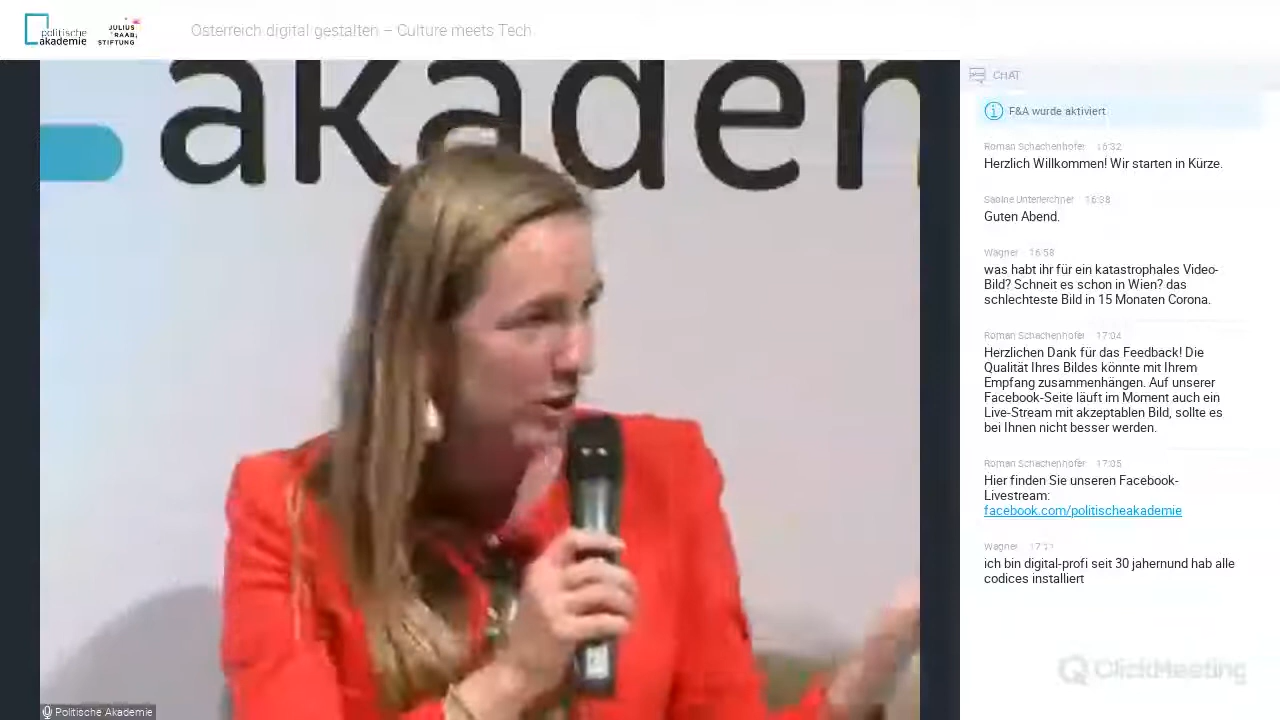 politische
akademie
JULIUS
RAAB
STIFTUNG
Österreich digital gestalten – Culture meets Tech
akaden
CHAT
F&A wurde aktiviert
Roman Schachenhofer 16:32
Herzlich Willkommen! Wir starten in Kürze.
Sabine Unterlerchner 16:38
Guten Abend.
Wagner 16:58
was habt ihr für ein katastrophales Video-
Bild? Schneit es schon in Wien? das
schlechteste Bild in 15 Monaten Corona.
Roman Schachenhofer 17:04
Herzlichen Dank für das Feedback! Die
Qualität Ihres Bildes könnte mit Ihrem
Empfang zusammenhängen. Auf unserer
Facebook-Seite läuft im Moment auch ein
Live-Stream mit akzeptablen Bild, sollte es
bei Ihnen nicht besser werden.
Roman Schachenhofer 17:05
Hier finden Sie unseren Facebook-
Livestream:
facebook.com/politischeakademie
Wagner 17:11
ich bin digital-profi seit 30 jahernund hab alle
codices installiert
ClickMeeting
Politische Akademie